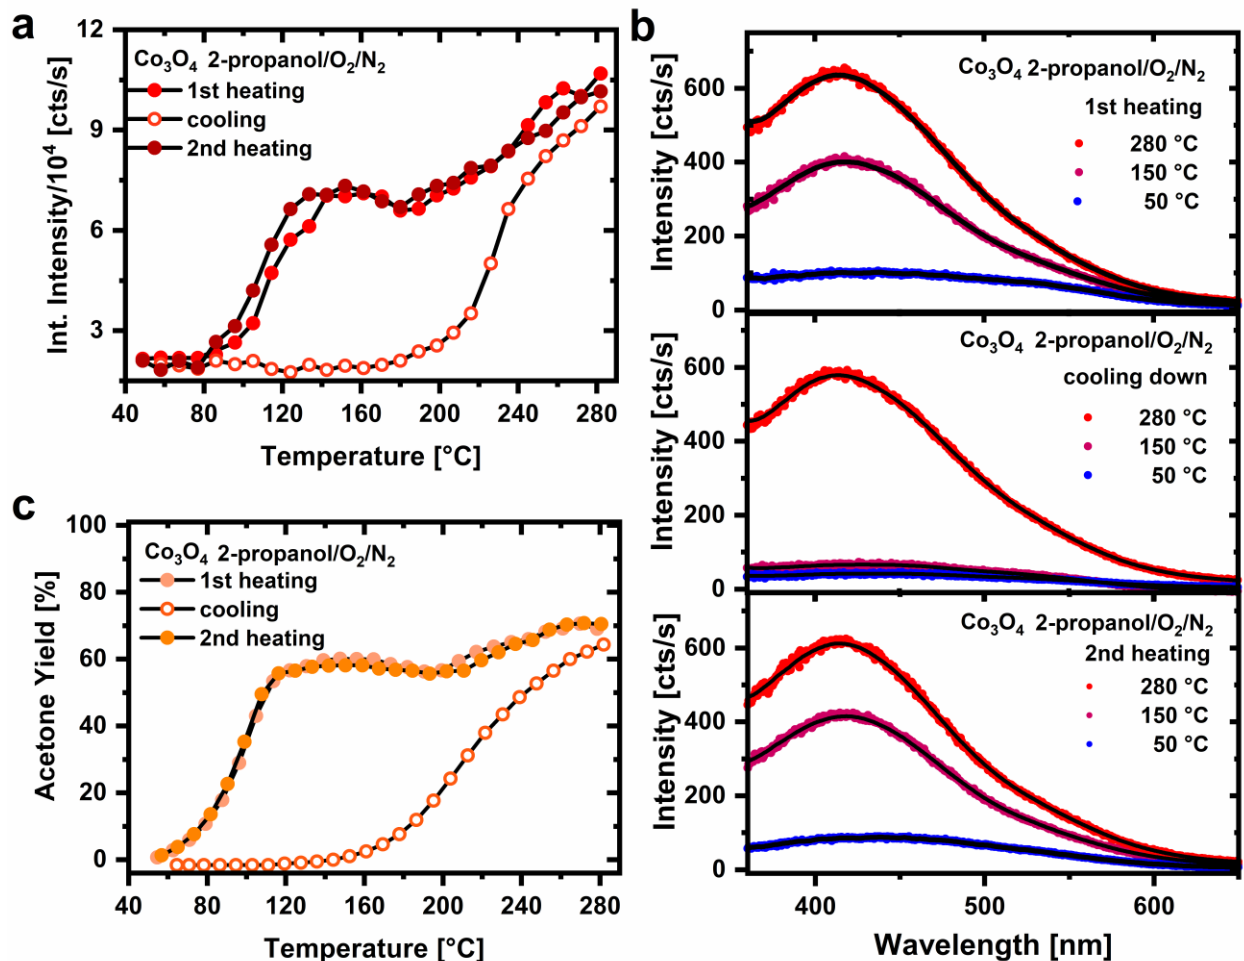 a
Int. Intensity/10⁴ [cts/s]
12
9
6
3
Co₃O₄ 2-propanol/O₂/N₂
1st heating
cooling
2nd heating
40 80 120 160 200 240 280
Temperature [°C]
b
Intensity [cts/s]
600
400
200
0
Co₃O₄ 2-propanol/O₂/N₂
1st heating
280 °C
150 °C
50 °C
Intensity [cts/s]
600
400
200
0
Co₃O₄ 2-propanol/O₂/N₂
cooling down
280 °C
150 °C
50 °C
Intensity [cts/s]
600
400
200
0
Co₃O₄ 2-propanol/O₂/N₂
2nd heating
280 °C
150 °C
50 °C
400 500 600
Wavelength [nm]
c
Acetone Yield [%]
100
80
60
40
20
0
Co₃O₄ 2-propanol/O₂/N₂
1st heating
cooling
2nd heating
40 80 120 160 200 240 280
Temperature [°C]